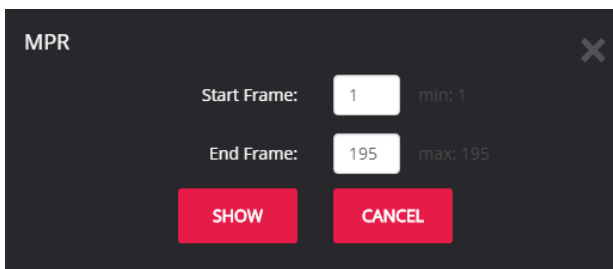 MPR
Start Frame: 1 min: 1
End Frame: 195 max: 195
SHOW CANCEL